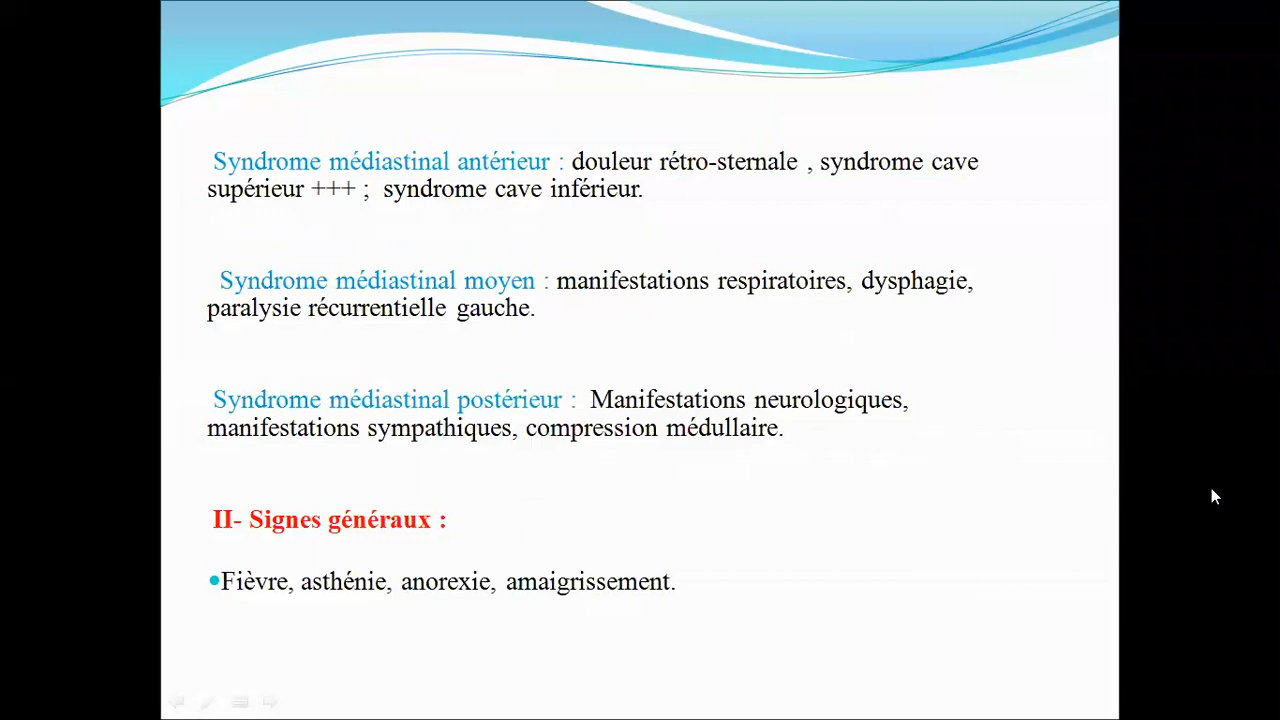 Syndrome médiastinal antérieur : douleur rétro-sternale , syndrome cave
supérieur +++ ; syndrome cave inférieur.
Syndrome médiastinal moyen : manifestations respiratoires, dysphagie,
paralysie récurrentielle gauche.
Syndrome médiastinal postérieur : Manifestations neurologiques,
manifestations sympathiques, compression médullaire.
II- Signes généraux :
•Fièvre, asthénie, anorexie, amaigrissement.